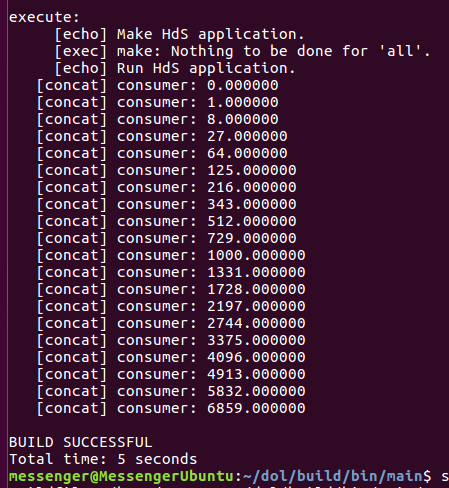 execute:
[echo] Make HdS application.
[exec] make: Nothing to be done for 'all'.
[echo] Run HdS application.
[concat] consumer: 0.000000
[concat] consumer: 1.000000
[concat] consumer: 8.000000
[concat] consumer: 27.000000
[concat] consumer: 64.000000
[concat] consumer: 125.000000
[concat] consumer: 216.000000
[concat] consumer: 343.000000
[concat] consumer: 512.000000
[concat] consumer: 729.000000
[concat] consumer: 1000.000000
[concat] consumer: 1331.000000
[concat] consumer: 1728.000000
[concat] consumer: 2197.000000
[concat] consumer: 2744.000000
[concat] consumer: 3375.000000
[concat] consumer: 4096.000000
[concat] consumer: 4913.000000
[concat] consumer: 5832.000000
[concat] consumer: 6859.000000
BUILD SUCCESSFUL
Total time: 5 seconds
messenger@MessengerUbuntu:~/dol/build/bin/main$ s